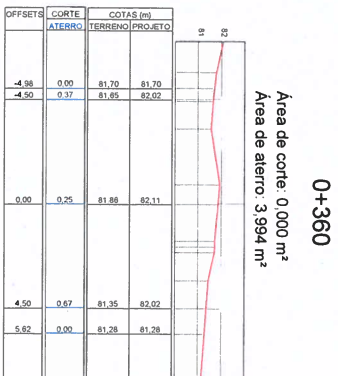 0+360
Área de corte: 0,000 m²
Área de aterro: 3,994 m²
81 82
OFFSETS CORTE COTAS (m)
ATERRO TERRENO PROJETO
-4,98 0,00 81,70 81,70
-4,50 0,37 81,65 82,02
0,00 0,25 81,86 82,11
4,50 0,67 81,35 82,02
5,62 0,00 81,28 81,28